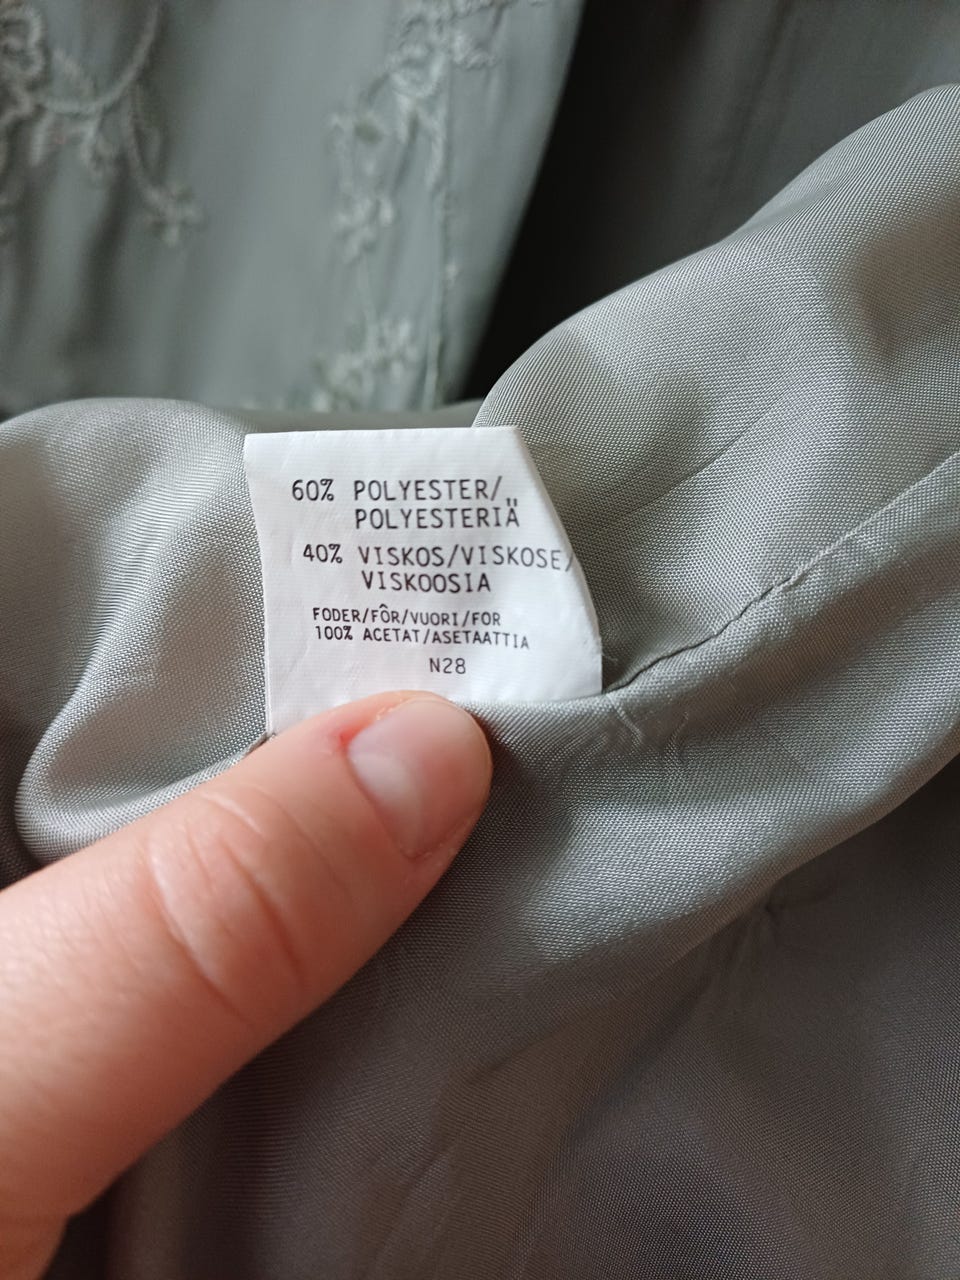 60% POLYESTER/
POLYESTERIÄ
40% VISKOS/VISKOSE/
VISKOOSIA
FODER/FÔR/VUORI/FOR
100% ACETAT/ASETAATTIA
N28